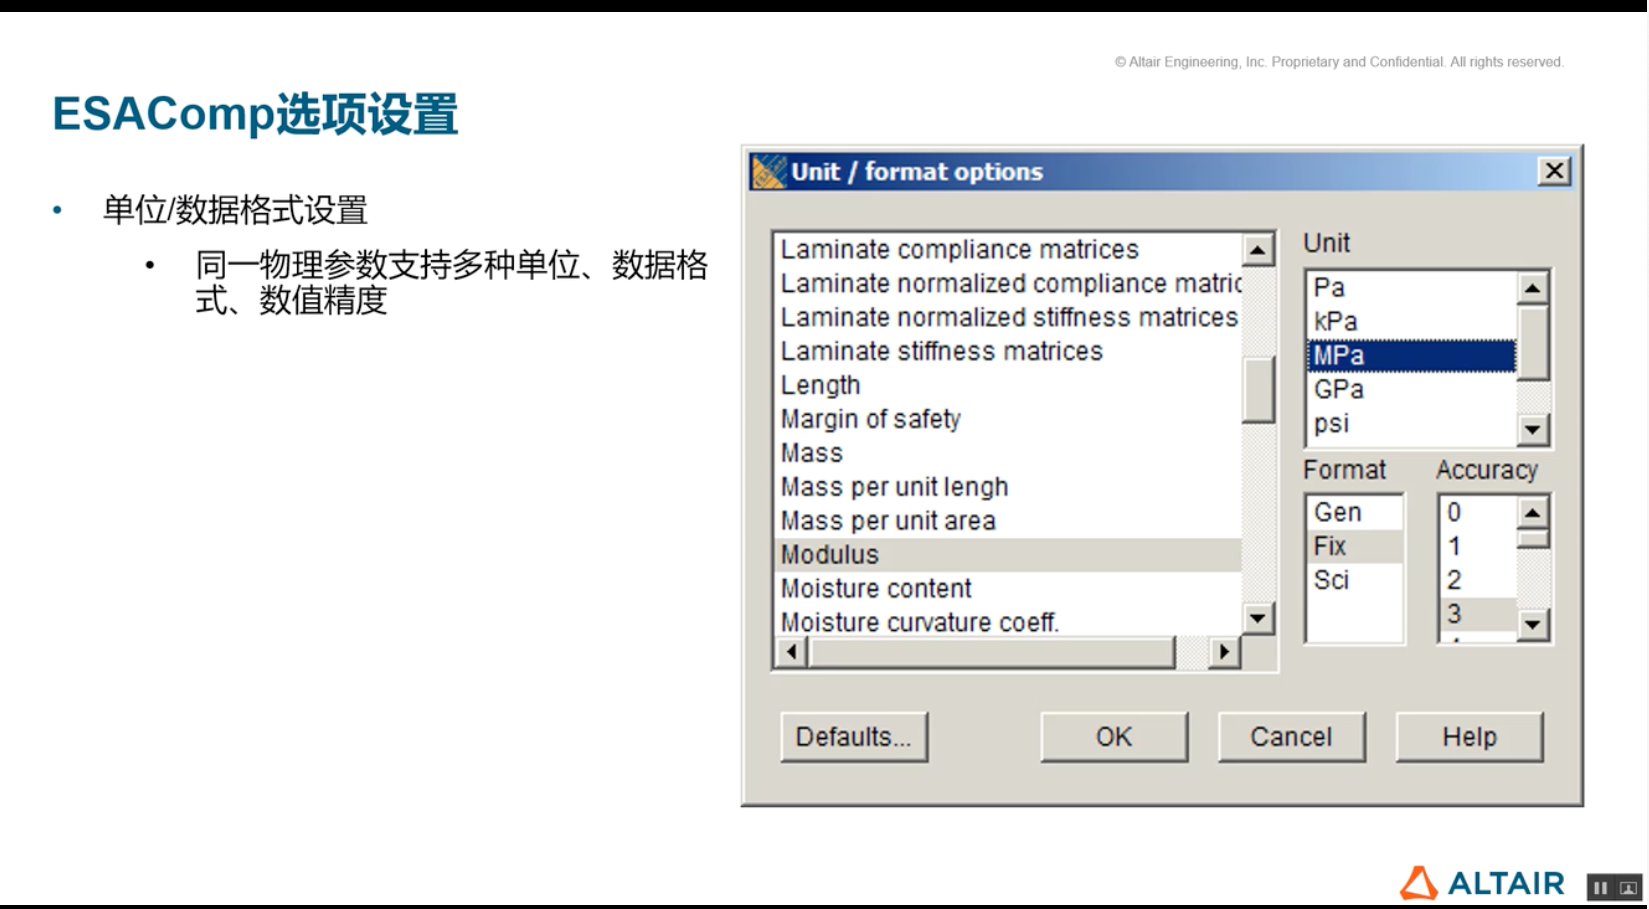 © Altair Engineering, Inc. Proprietary and Confidential. All rights reserved.
ESAComp选项设置
• 单位/数据格式设置
• 同一物理参数支持多种单位、数据格
式、数值精度
Unit / format options
Laminate compliance matrices
Laminate normalized compliance matric
Laminate normalized stiffness matrices
Laminate stiffness matrices
Length
Margin of safety
Mass
Mass per unit lengh
Mass per unit area
Modulus
Moisture content
Moisture curvature coeff.
Unit
Pa
kPa
MPa
GPa
psi
Format
Gen
Fix
Sci
Accuracy
0
1
2
3
Defaults...
OK
Cancel
Help
ALTAIR